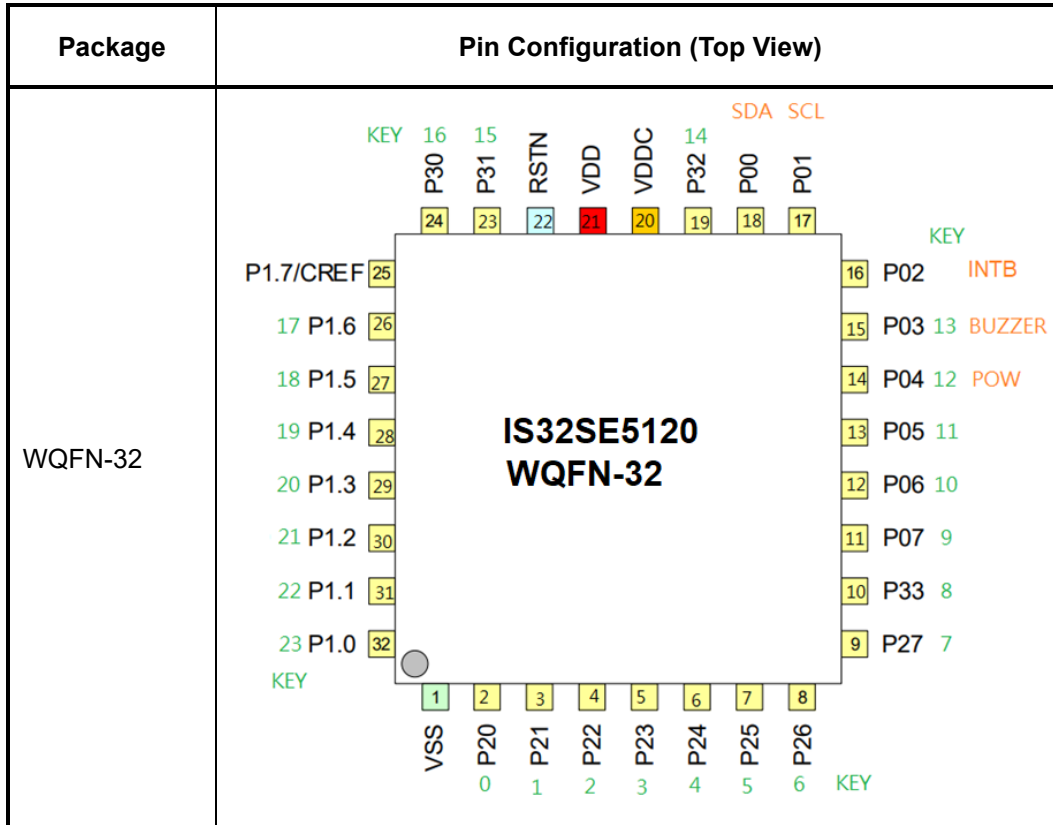 Package Pin Configuration (Top View)
WQFN-32
SDA SCL
KEY 16 15 14
P30 P31 RSTN VDD VDDC P32 P00 P01
24 23 22 21 20 19 18 17
KEY
P1.7/CREF 25 16 P02 INTB
17 P1.6 26 15 P03 13 BUZZER
18 P1.5 27 14 P04 12 POW
19 P1.4 28 13 P05 11
IS32SE5120
WQFN-32
20 P1.3 29 12 P06 10
21 P1.2 30 11 P07 9
22 P1.1 31 10 P33 8
23 P1.0 32 9 P27 7
KEY
1 2 3 4 5 6 7 8
VSS P20 P21 P22 P23 P24 P25 P26
0 1 2 3 4 5 6 KEY